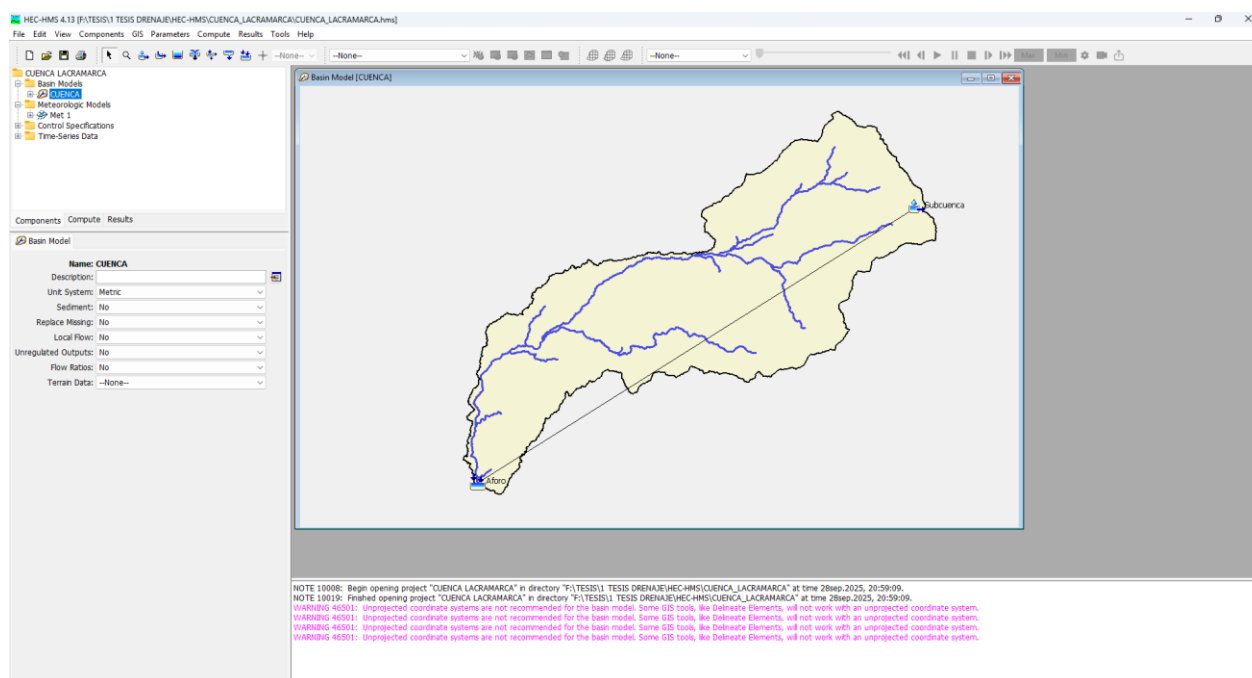 HEC-HMS 4.13 [F:\TESIS\1 TESIS DRENAJE\HEC-HMS\CUENCA_LACRAMARCA\CUENCA_LACRAMARCA.hms]
File Edit View Components GIS Parameters Compute Results Tools Help
--None-- --None-- --None--
CUENCA LACRAMARCA
Basin Models
CUENCA
Meteorologic Models
Met 1
Control Specifications
Time-Series Data
Components Compute Results
Basin Model
Name: CUENCA
Description:
Unit System: Metric
Sediment: No
Replace Missing: No
Local Flow: No
Unregulated Outputs: No
Flow Ratios: No
Terrain Data: --None--
Basin Model [CUENCA]
Subcuenca
Aforo
NOTE 10008: Begin opening project "CUENCA LACRAMARCA" in directory "F:\TESIS\1 TESIS DRENAJE\HEC-HMS\CUENCA_LACRAMARCA" at time 28sep.2025, 20:59:09.
NOTE 10019: Finished opening project "CUENCA LACRAMARCA" in directory "F:\TESIS\1 TESIS DRENAJE\HEC-HMS\CUENCA_LACRAMARCA" at time 28sep.2025, 20:59:09.
WARNING 46501: Unprojected coordinate systems are not recommended for the basin model. Some GIS tools, like Delineate Elements, will not work with an unprojected coordinate system.
WARNING 46501: Unprojected coordinate systems are not recommended for the basin model. Some GIS tools, like Delineate Elements, will not work with an unprojected coordinate system.
WARNING 46501: Unprojected coordinate systems are not recommended for the basin model. Some GIS tools, like Delineate Elements, will not work with an unprojected coordinate system.
WARNING 46501: Unprojected coordinate systems are not recommended for the basin model. Some GIS tools, like Delineate Elements, will not work with an unprojected coordinate system.